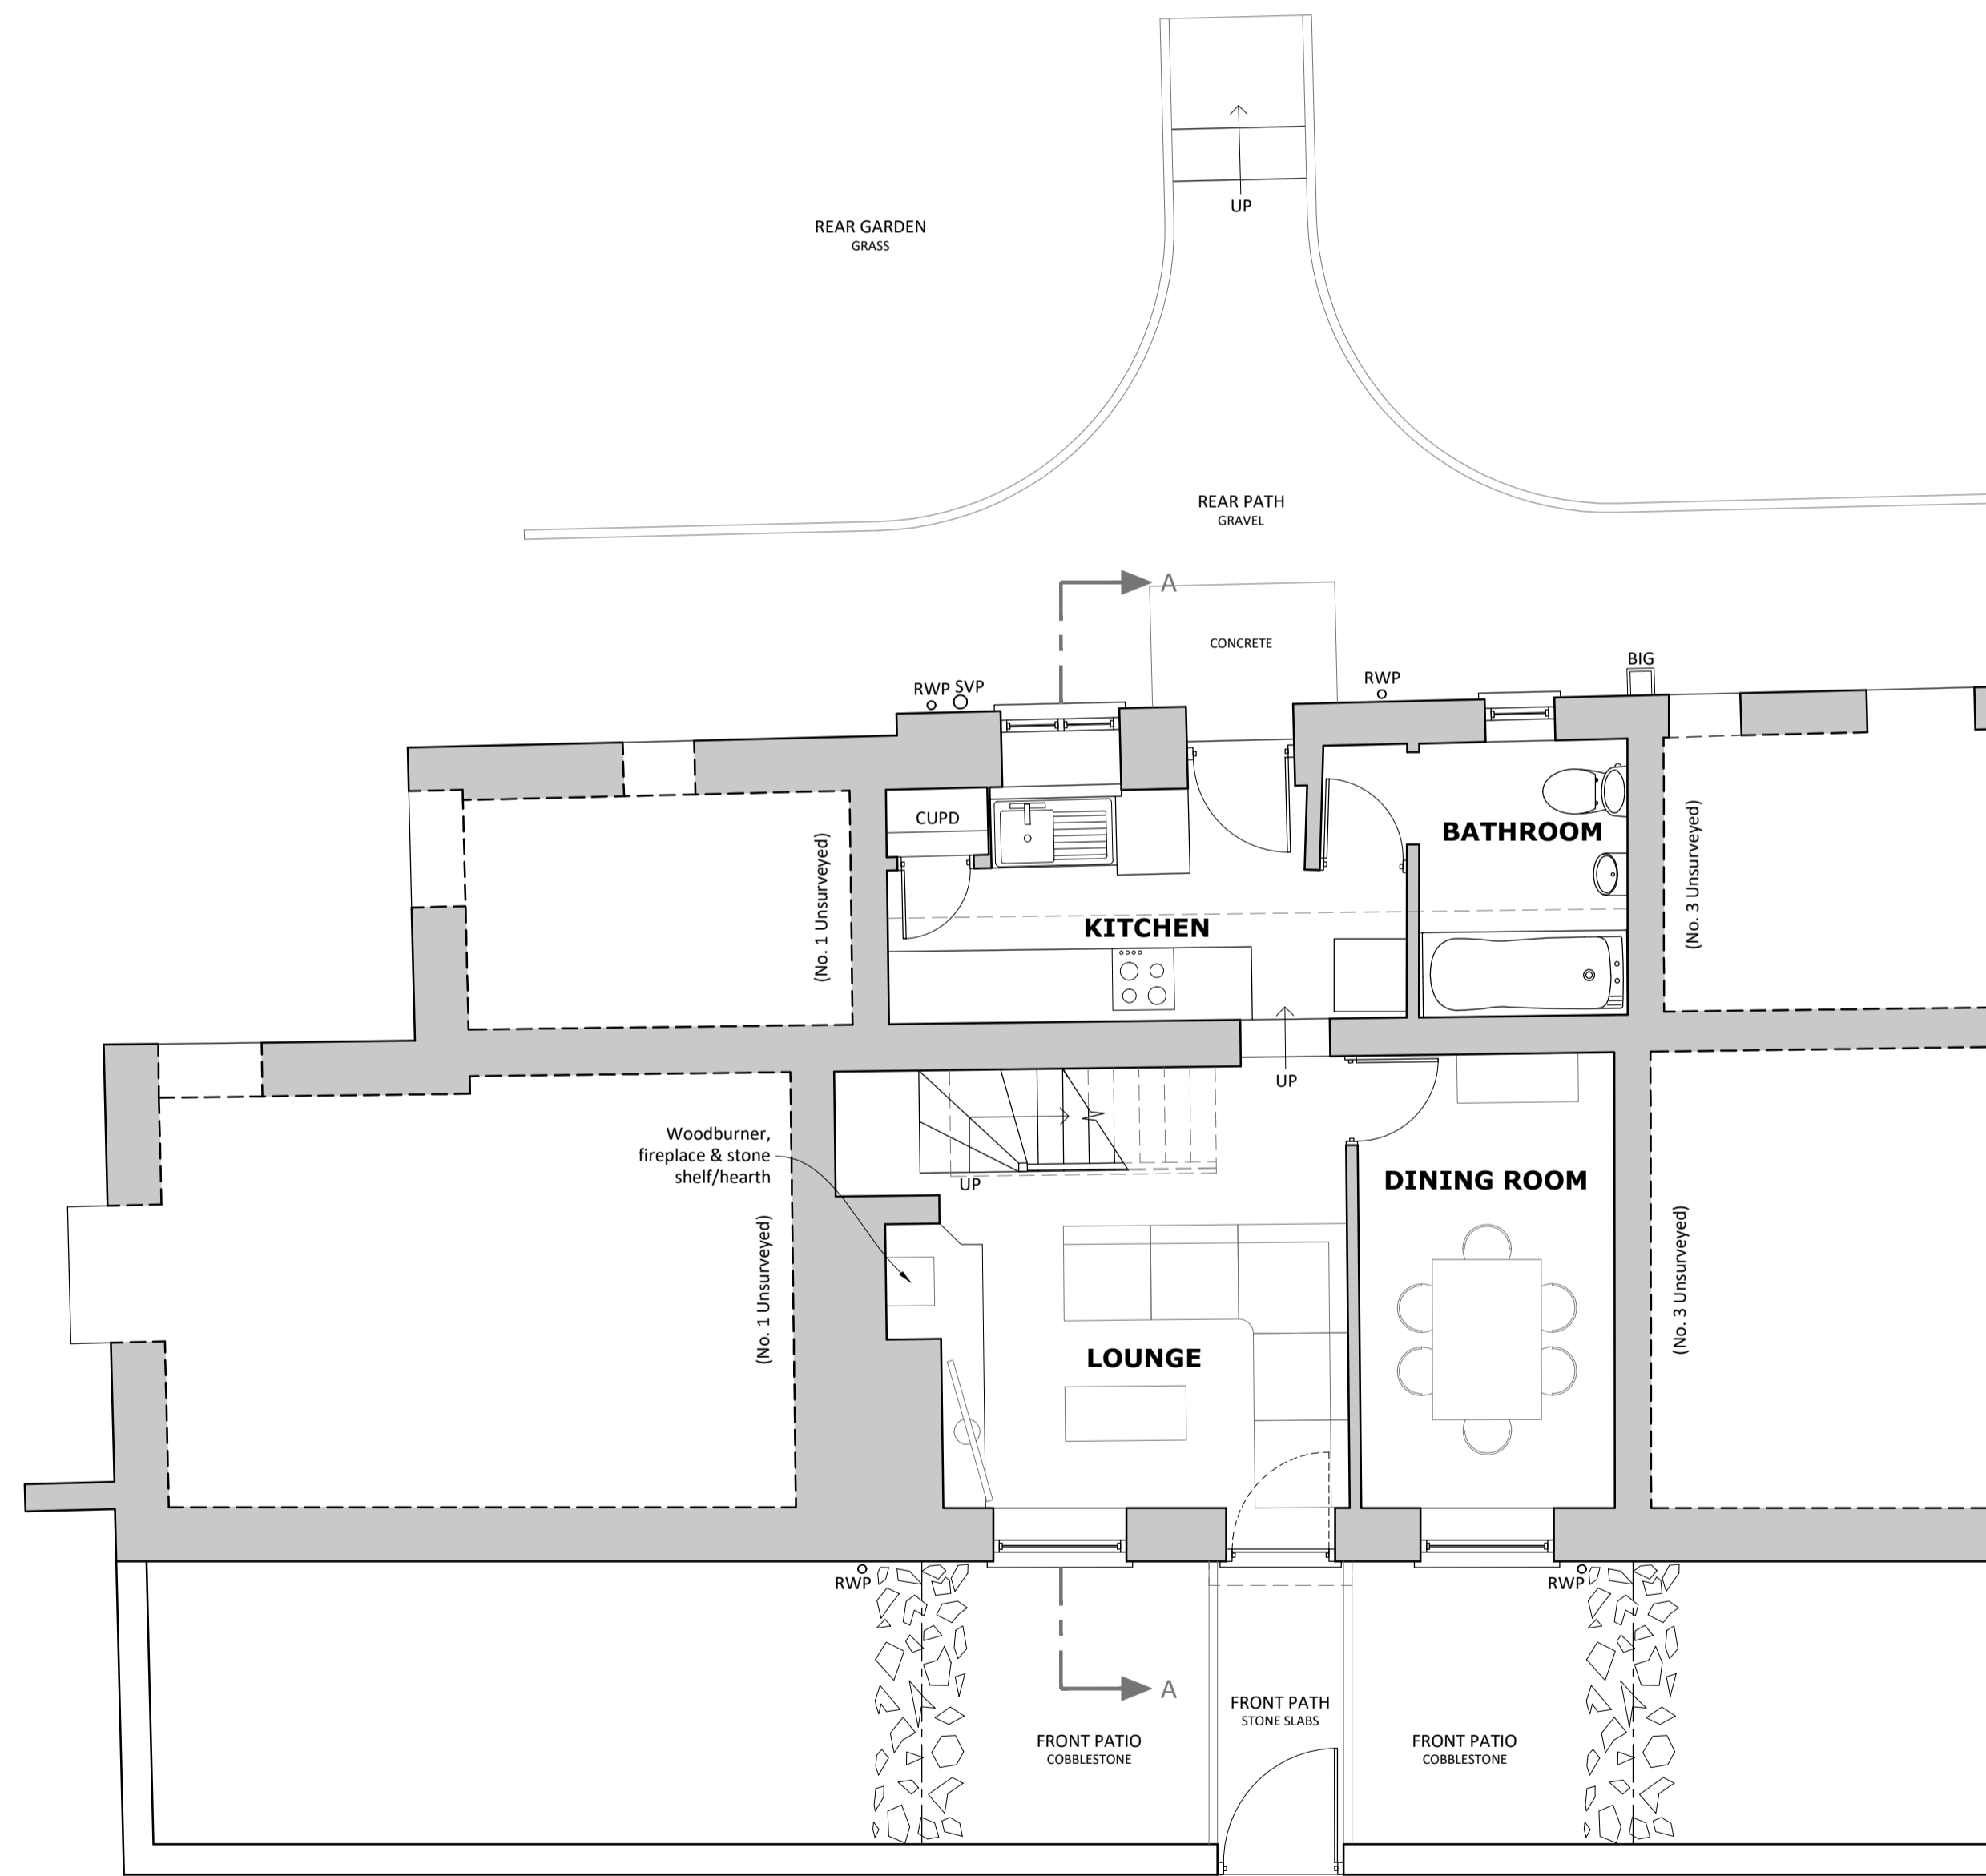 UP
REAR GARDEN
GRASS
REAR PATH
GRAVEL
A
CONCRETE
BIG
RWP
RWP SVP
CUPD
BATHROOM
(No. 1 Unsurveyed)
(No. 3 Unsurveyed)
KITCHEN
UP
Woodburner,
fireplace & stone
shelf/hearth
UP
DINING ROOM
(No. 1 Unsurveyed)
(No. 3 Unsurveyed)
LOUNGE
RWP
RWP
A
FRONT PATH
STONE SLABS
FRONT PATIO
COBBLESTONE
FRONT PATIO
COBBLESTONE